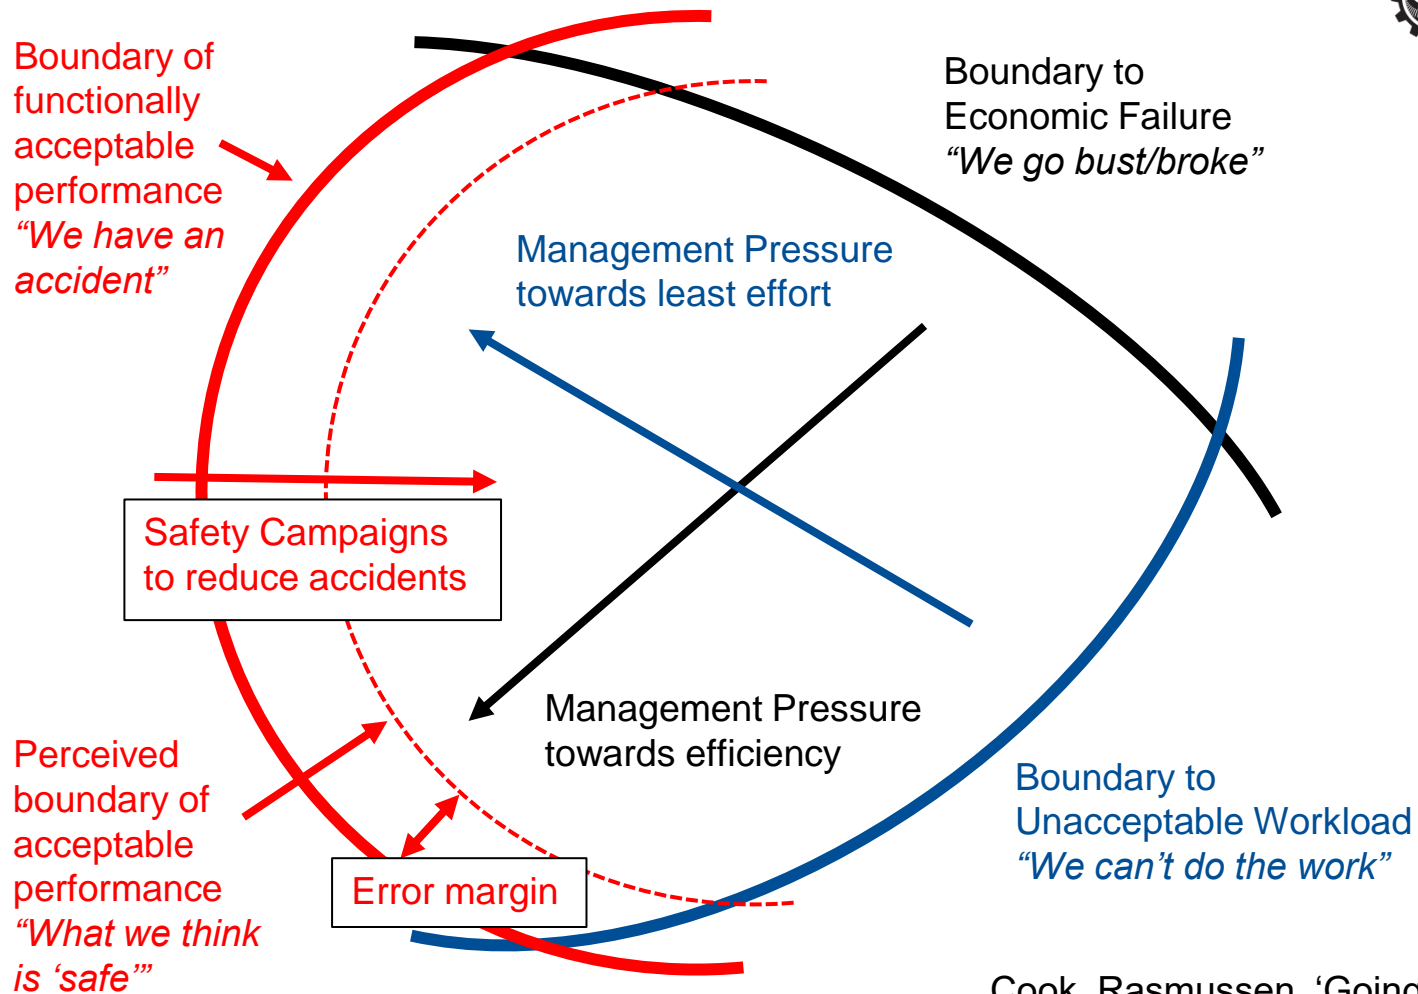 Boundary of
functionally
acceptable
performance
“We have an
accident”
Boundary to
Economic Failure
“We go bust/broke”
Management Pressure
towards least effort
Safety Campaigns
to reduce accidents
Management Pressure
towards efficiency
Perceived
boundary of
acceptable
performance
“What we think
is ‘safe’”
Error margin
Boundary to
Unacceptable Workload
“We can’t do the work”
Cook, Rasmussen, ‘Going